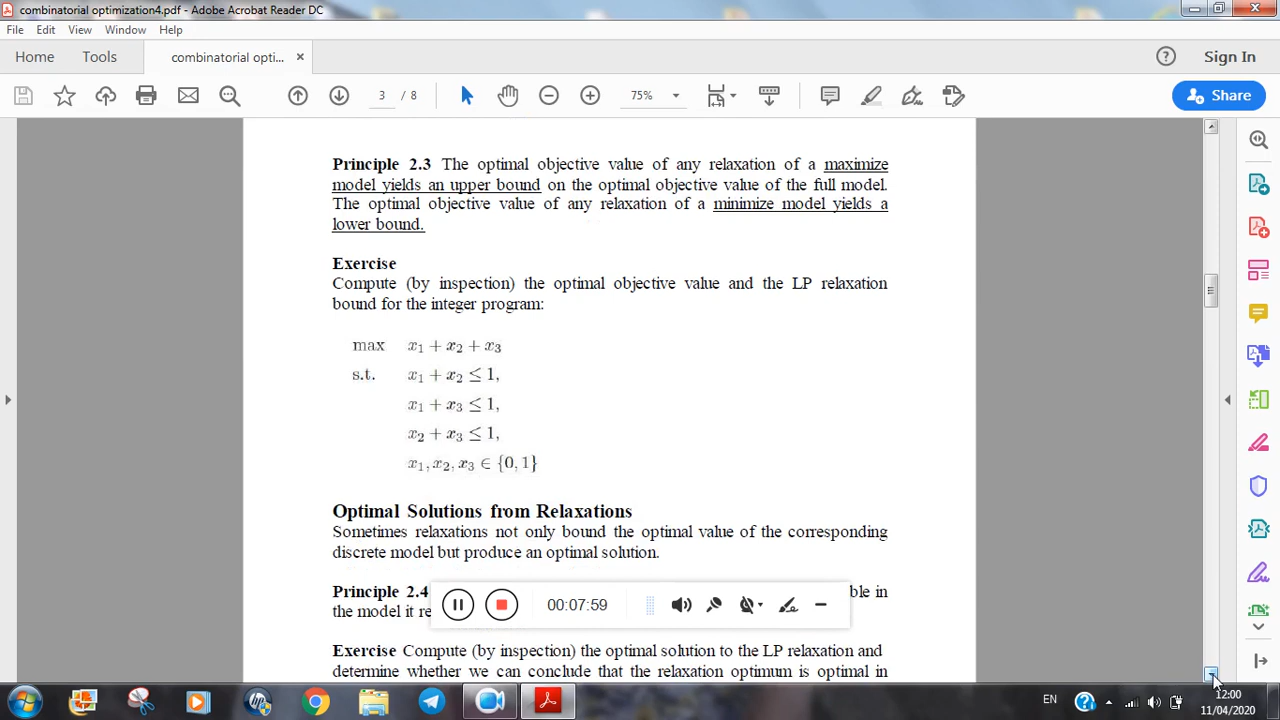 combinatorial optimization4.pdf - Adobe Acrobat Reader DC
File Edit View Window Help
Home Tools combinatorial opti... × Sign In
3 / 8 75% Share
Principle 2.3 The optimal objective value of any relaxation of a maximize
model yields an upper bound on the optimal objective value of the full model.
The optimal objective value of any relaxation of a minimize model yields a
lower bound.
Exercise
Compute (by inspection) the optimal objective value and the LP relaxation
bound for the integer program:
max x₁ + x₂ + x₃
s.t. x₁ + x₂ ≤ 1,
x₁ + x₃ ≤ 1,
x₂ + x₃ ≤ 1,
x₁, x₂, x₃ ∈ {0, 1}
Optimal Solutions from Relaxations
Sometimes relaxations not only bound the optimal value of the corresponding
discrete model but produce an optimal solution.
Principle 2.4 ble in
the model it re
00:07:59
Exercise Compute (by inspection) the optimal solution to the LP relaxation and
determine whether we can conclude that the relaxation optimum is optimal in
EN 12:00
11/04/2020